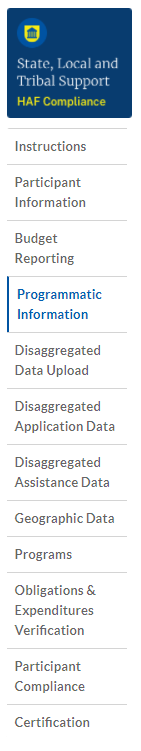 State, Local and
Tribal Support
HAF Compliance
Instructions
Participant
Information
Budget
Reporting
Programmatic
Information
Disaggregated
Data Upload
Disaggregated
Application Data
Disaggregated
Assistance Data
Geographic Data
Programs
Obligations &
Expenditures
Verification
Participant
Compliance
Certification